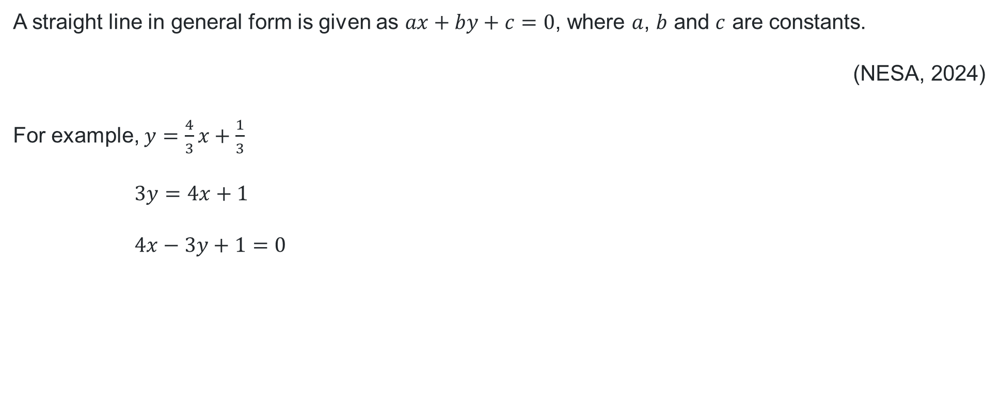 A straight line in general form is given as ax + by + c = 0, where a, b and c are constants.
(NESA, 2024)
For example, y = 4/3 x + 1/3
3y = 4x + 1
4x − 3y + 1 = 0